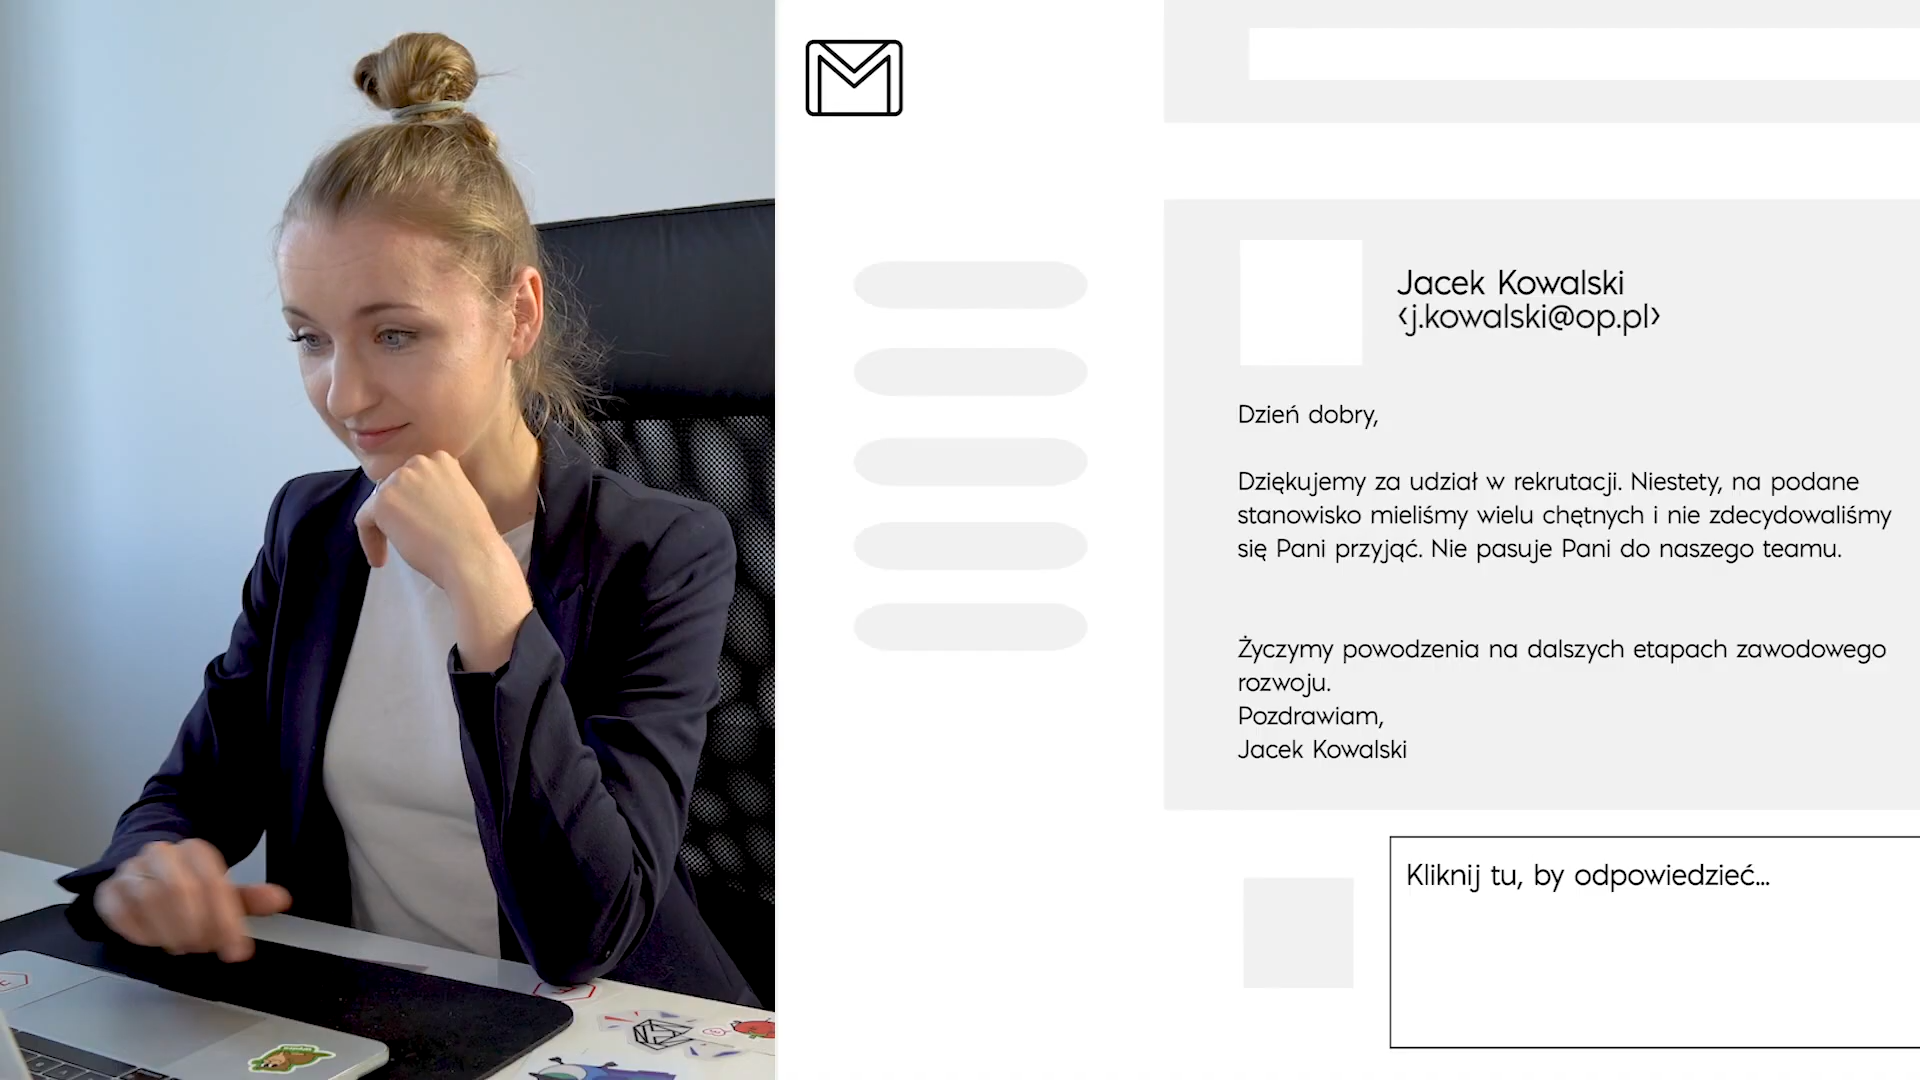 Jacek Kowalski
<j.kowalski@op.pl>
Dzień dobry,
Dziękujemy za udział w rekrutacji. Niestety, na podane
stanowisko mieliśmy wielu chętnych i nie zdecydowaliśmy
się Pani przyjąć. Nie pasuje Pani do naszego teamu.
Życzymy powodzenia na dalszych etapach zawodowego
rozwoju.
Pozdrawiam,
Jacek Kowalski
Kliknij tu, by odpowiedzieć...